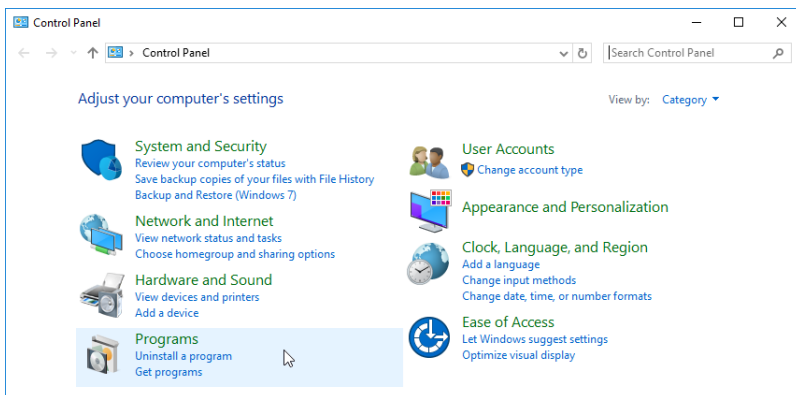 Control Panel
Control Panel
Search Control Panel
Adjust your computer's settings
View by: Category
System and Security
Review your computer's status
Save backup copies of your files with File History
Backup and Restore (Windows 7)
Network and Internet
View network status and tasks
Choose homegroup and sharing options
Hardware and Sound
View devices and printers
Add a device
Programs
Uninstall a program
Get programs
User Accounts
Change account type
Appearance and Personalization
Clock, Language, and Region
Add a language
Change input methods
Change date, time, or number formats
Ease of Access
Let Windows suggest settings
Optimize visual display